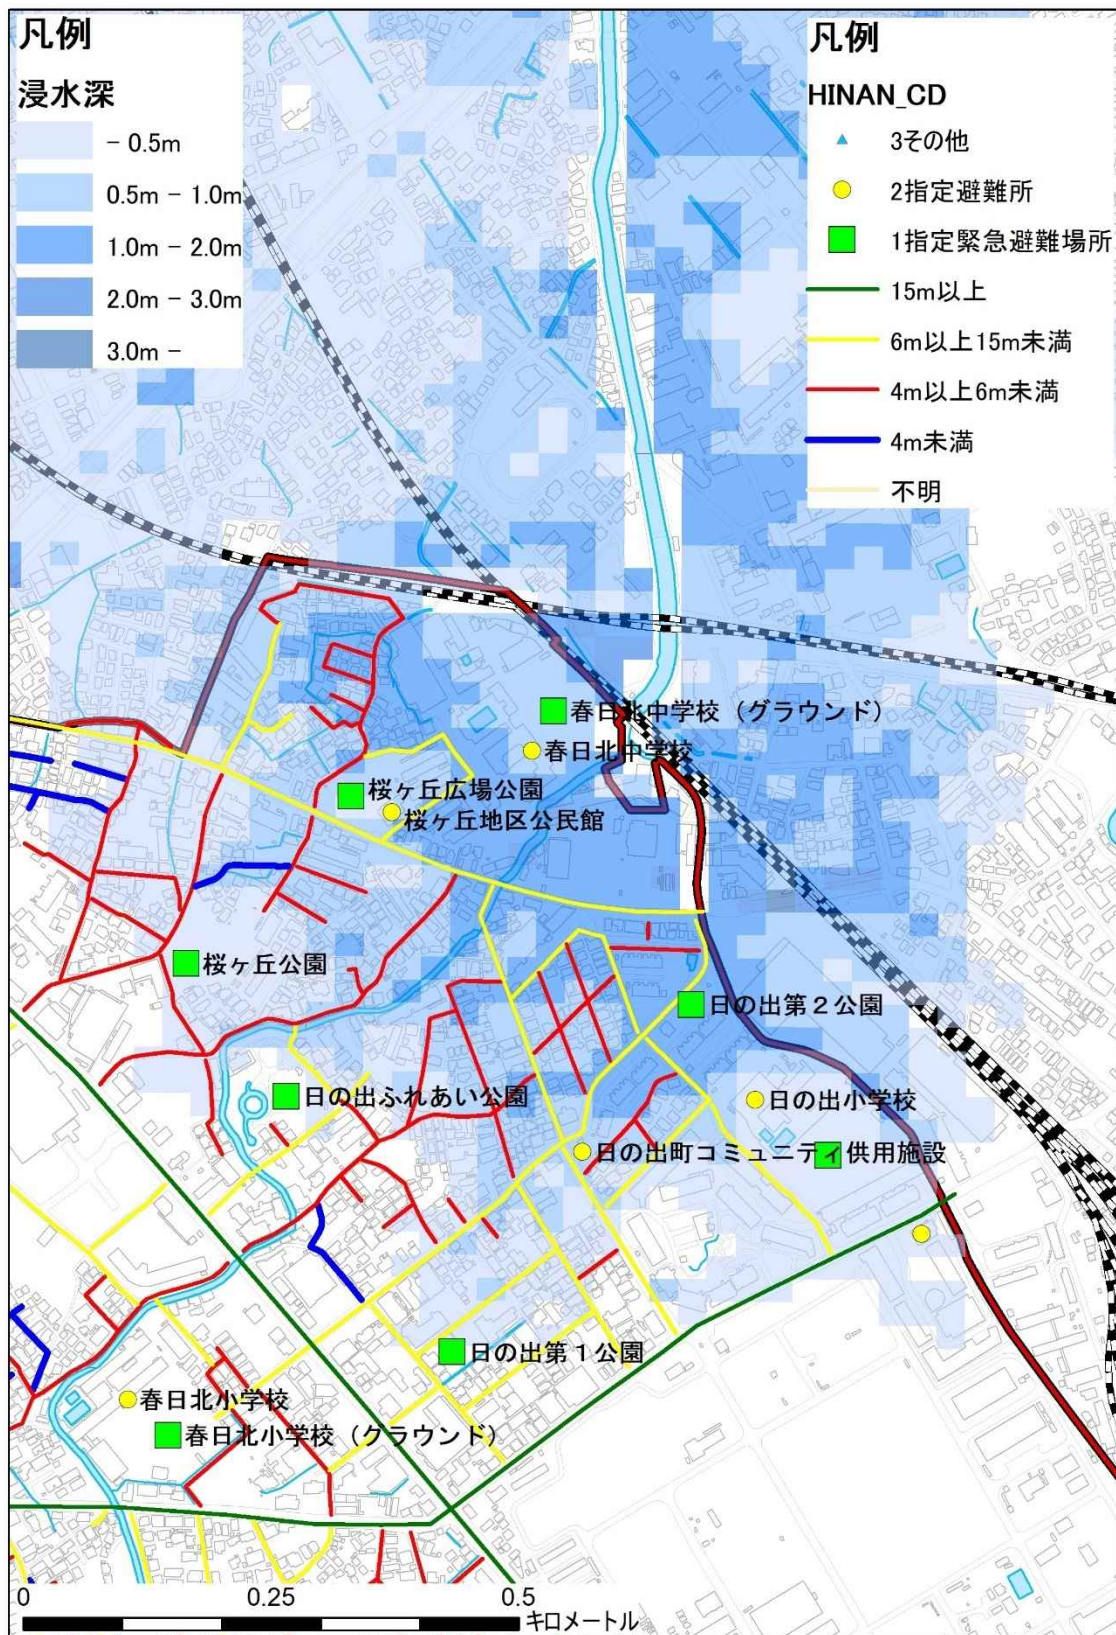 凡例
浸水深
- 0.5m
0.5m - 1.0m
1.0m - 2.0m
2.0m - 3.0m
3.0m -
凡例
HINAN_CD
3その他
2指定避難所
1指定緊急避難場所
15m以上
6m以上15m未満
4m以上6m未満
4m未満
不明
春日北中学校（グラウンド）
春日北中学校
桜ヶ丘広場公園
桜ヶ丘地区公民館
桜ヶ丘公園
日の出第２公園
日の出ふれあい公園
日の出小学校
日の出町コミュニティ供用施設
日の出第１公園
春日北小学校
春日北小学校（グラウンド）
0 0.25 0.5
キロメートル